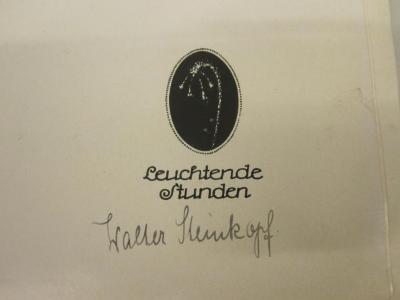 Leuchtende
Stunden
Walter Steinkopf.